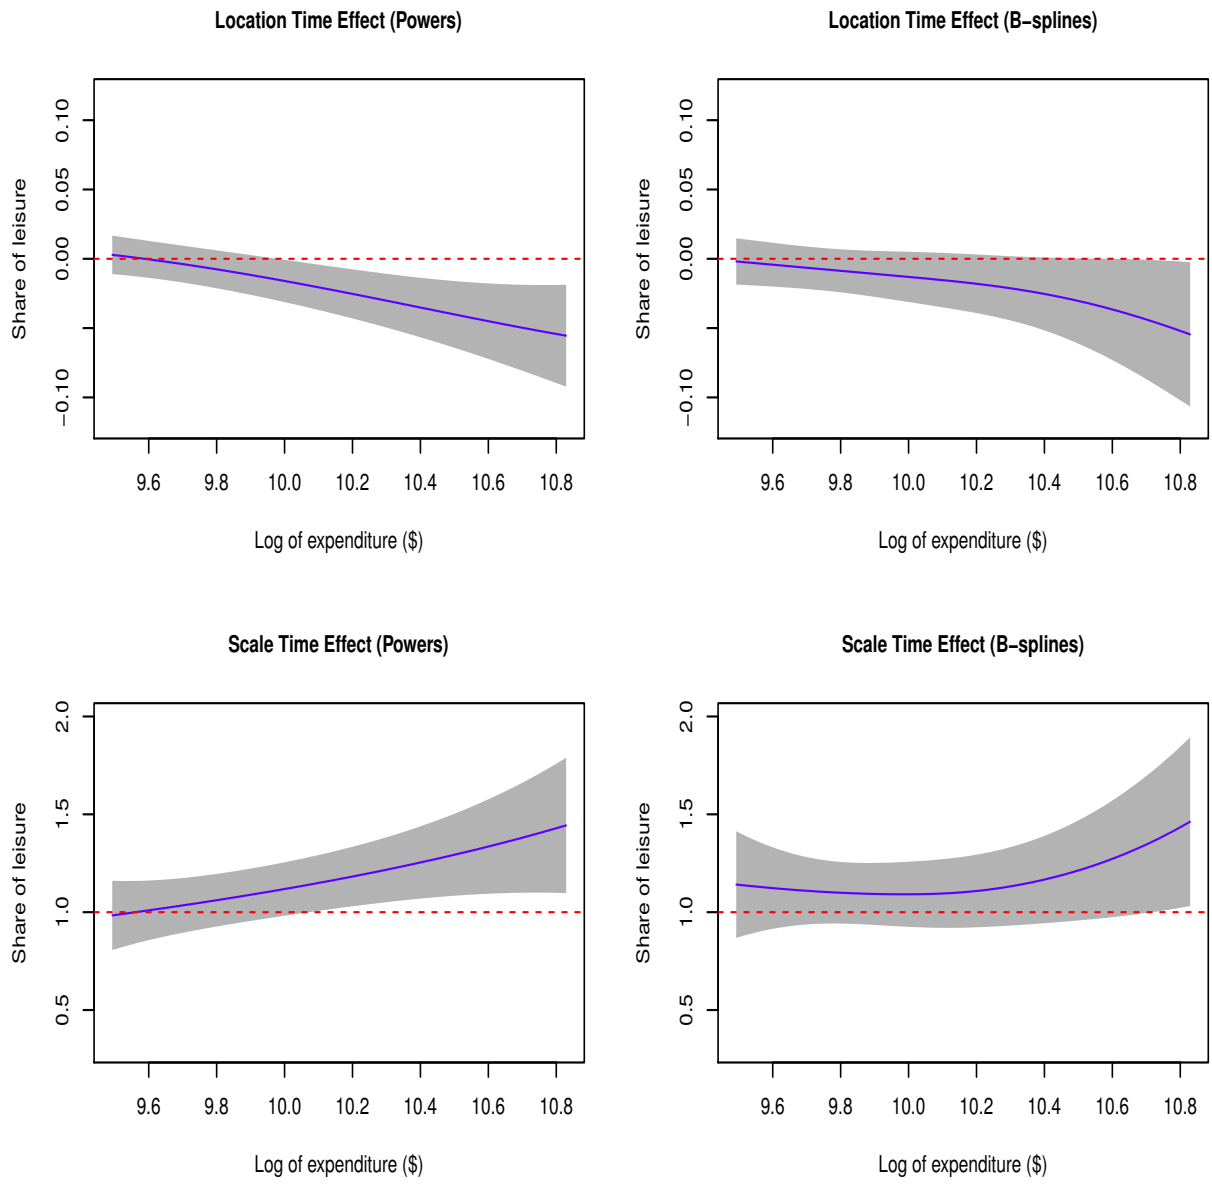 Location Time Effect (Powers)
Share of leisure
0.10
0.05
0.00
−0.10
9.6 9.8 10.0 10.2 10.4 10.6 10.8
Log of expenditure ($)
Location Time Effect (B−splines)
Share of leisure
0.10
0.05
0.00
−0.10
9.6 9.8 10.0 10.2 10.4 10.6 10.8
Log of expenditure ($)
Scale Time Effect (Powers)
Share of leisure
2.0
1.5
1.0
0.5
9.6 9.8 10.0 10.2 10.4 10.6 10.8
Log of expenditure ($)
Scale Time Effect (B−splines)
Share of leisure
2.0
1.5
1.0
0.5
9.6 9.8 10.0 10.2 10.4 10.6 10.8
Log of expenditure ($)